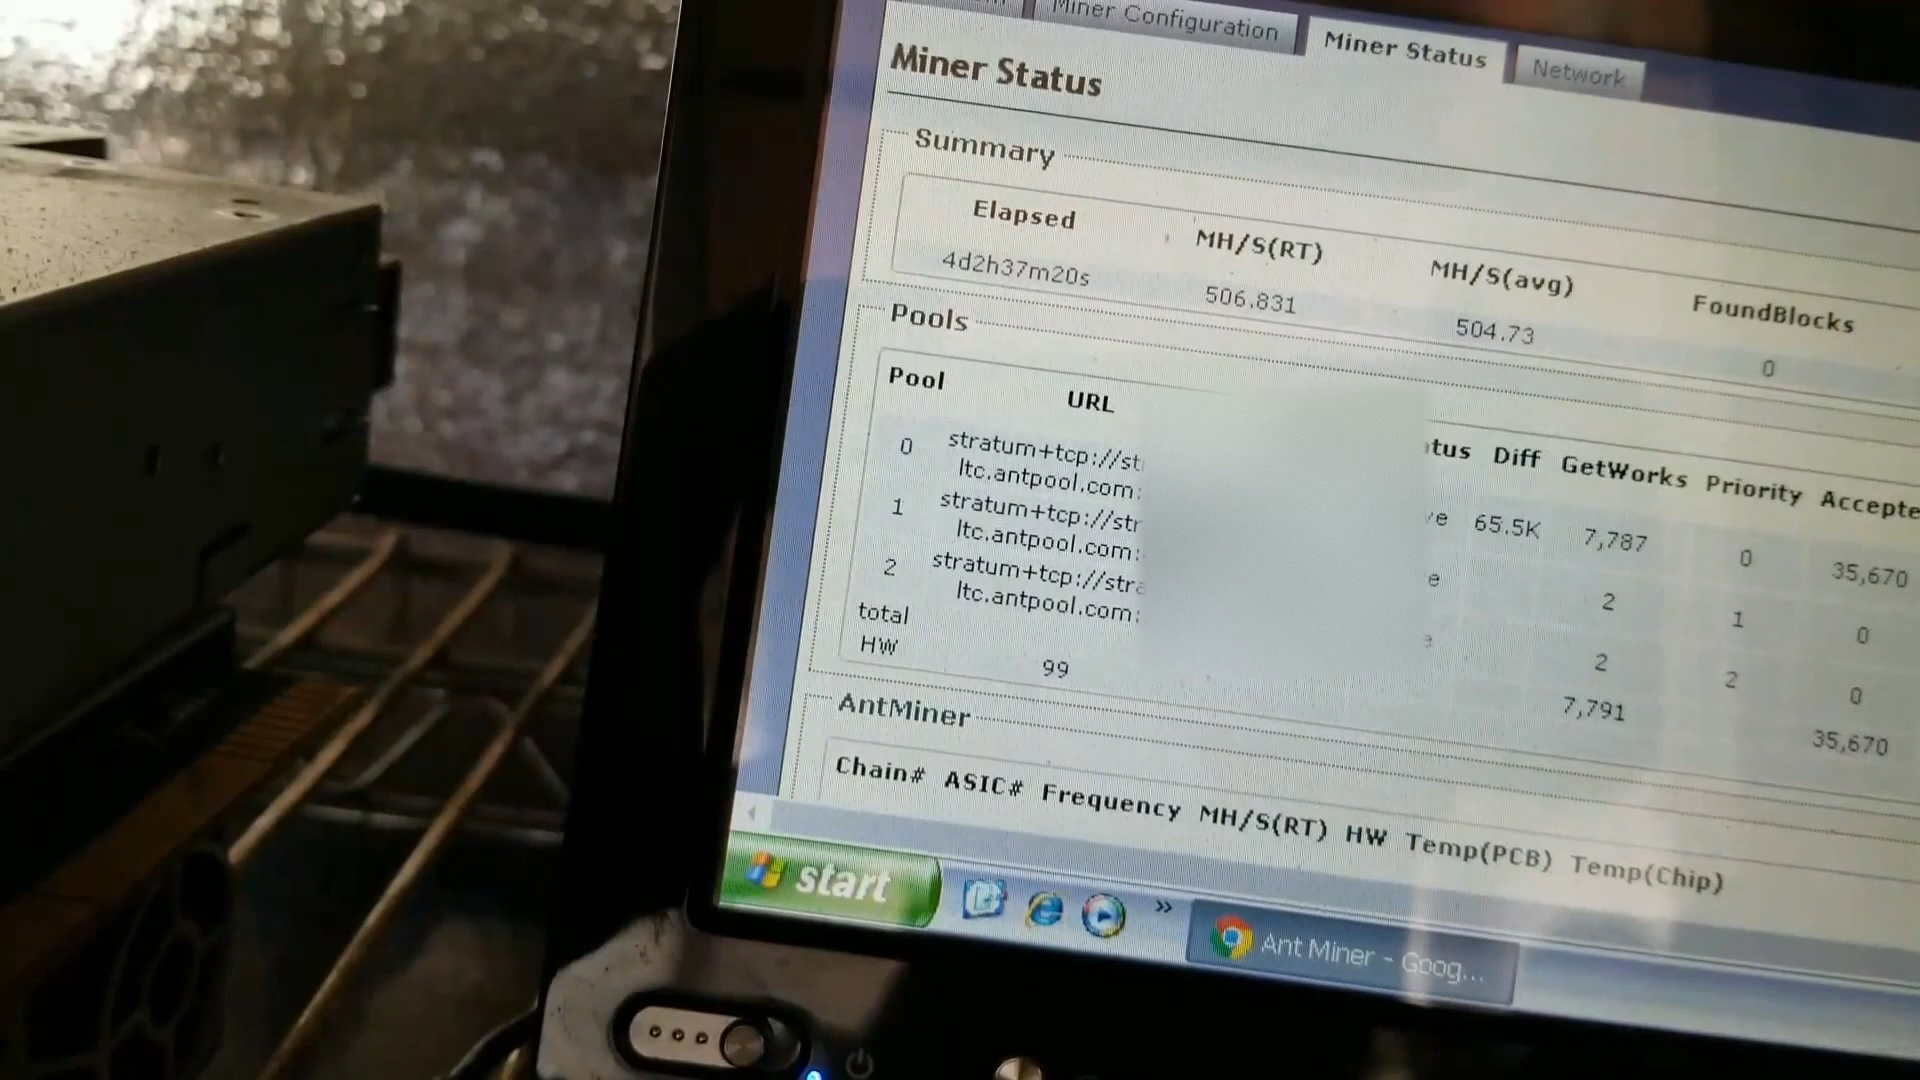 Miner Configuration
Miner Status
Network
Miner Status
Summary
Elapsed MH/S(RT) MH/S(avg) FoundBlocks
4d2h37m20s 506.831 504.73 0
Pools
Pool URL tus Diff GetWorks Priority Accepte
0 stratum+tcp://st ve 65.5K 7,787 0 35,670
ltc.antpool.com:
1 stratum+tcp://str e 2 1 0
ltc.antpool.com:
2 stratum+tcp://stra 2 2 0
ltc.antpool.com:
total 7,791 35,670
HW 99
AntMiner
Chain# ASIC# Frequency MH/S(RT) HW Temp(PCB) Temp(Chip)
start » Ant Miner - Goog...